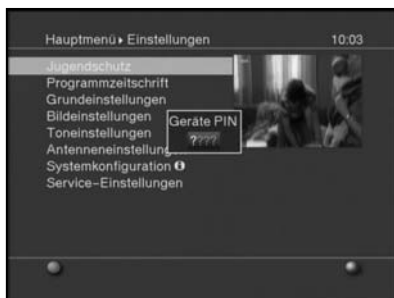 Hauptmenü▸Einstellungen 10:03
Jugendschutz
Programmzeitschrift
Grundeinstellungen
Bildeinstellungen
Toneinstellungen
Antenneneinstellung
Systemkonfiguration
Service-Einstellungen
Geräte PIN
????